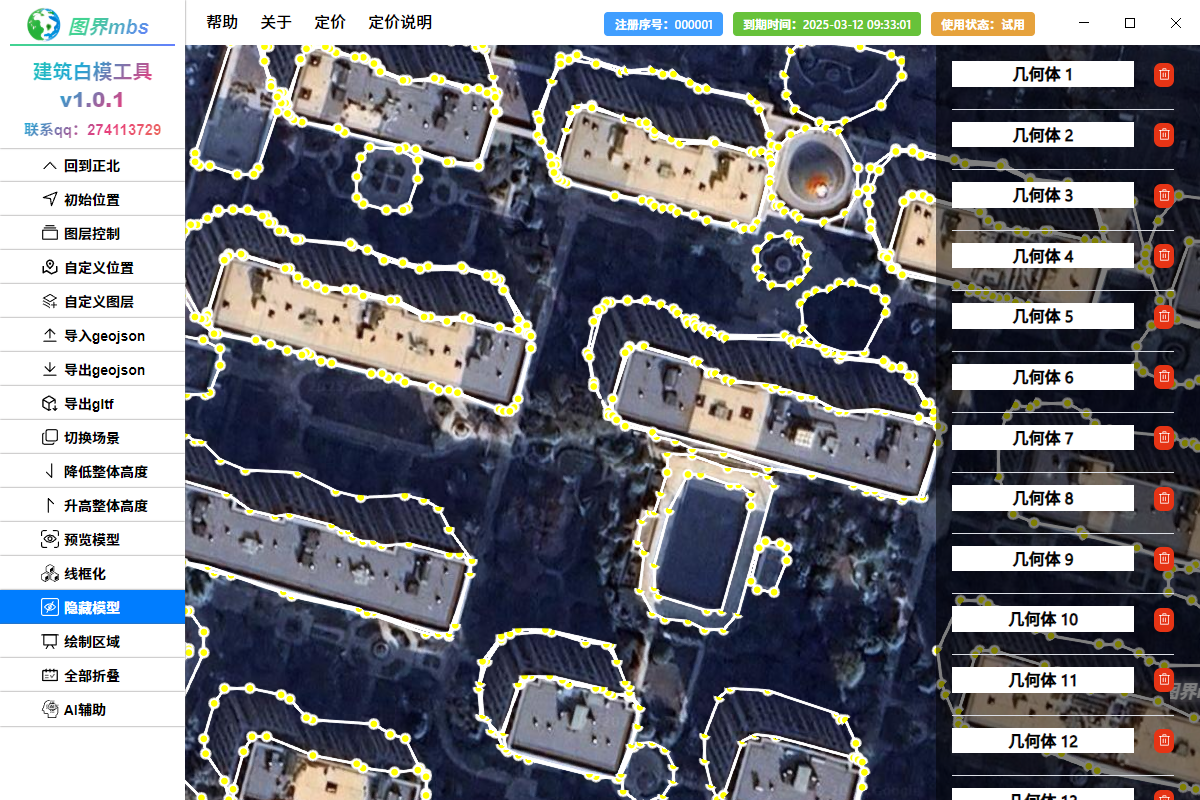 图界mbs
帮助 关于 定价 定价说明
注册序号：000001 到期时间：2025-03-12 09:33:01 使用状态：试用
建筑白模工具
v1.0.1
联系qq：274113729
回到正北
初始位置
图层控制
自定义位置
自定义图层
导入geojson
导出geojson
导出gltf
切换场景
降低整体高度
升高整体高度
预览模型
线框化
隐藏模型
绘制区域
全部折叠
AI辅助
几何体 1
几何体 2
几何体 3
几何体 4
几何体 5
几何体 6
几何体 7
几何体 8
几何体 9
几何体 10
几何体 11
图界
几何体 12
几何体 13
Google